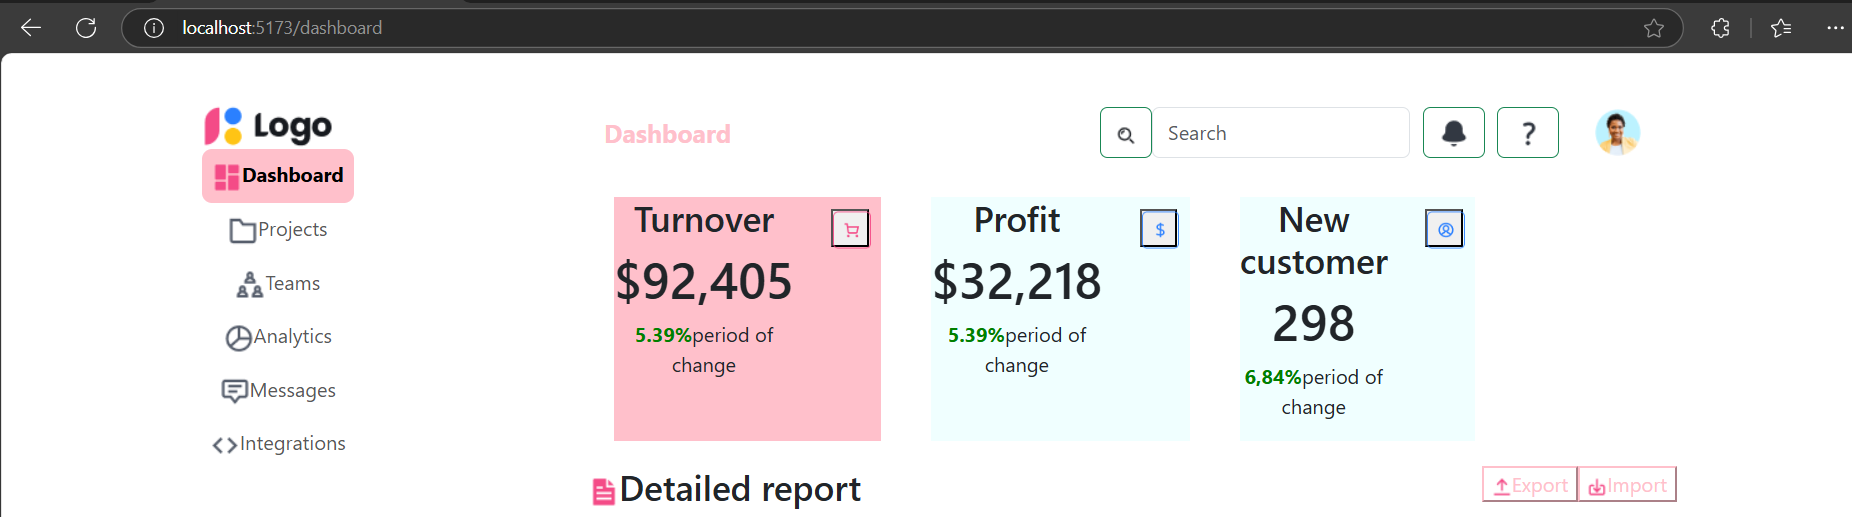 localhost:5173/dashboard
Logo
Dashboard
Search
?
Dashboard
Projects
Teams
Analytics
Messages
Integrations
Turnover
$92,405
5.39%period of
change
Profit
$
$32,218
5.39%period of
change
New
customer
298
6,84%period of
change
Detailed report
Export
Import